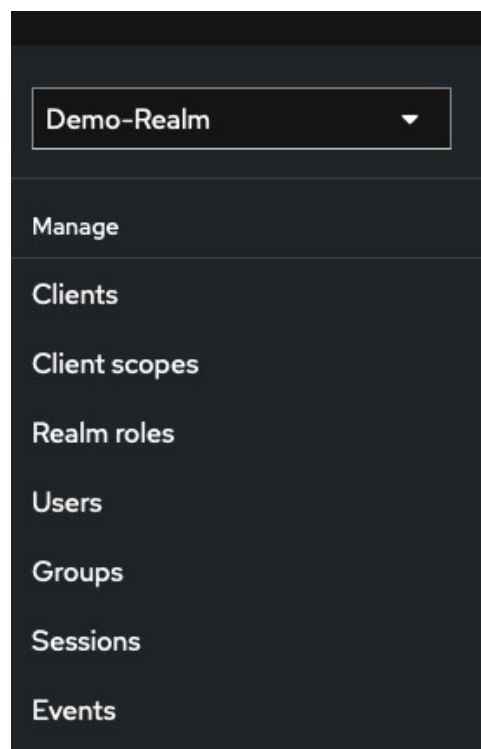 Demo-Realm
Manage
Clients
Client scopes
Realm roles
Users
Groups
Sessions
Events